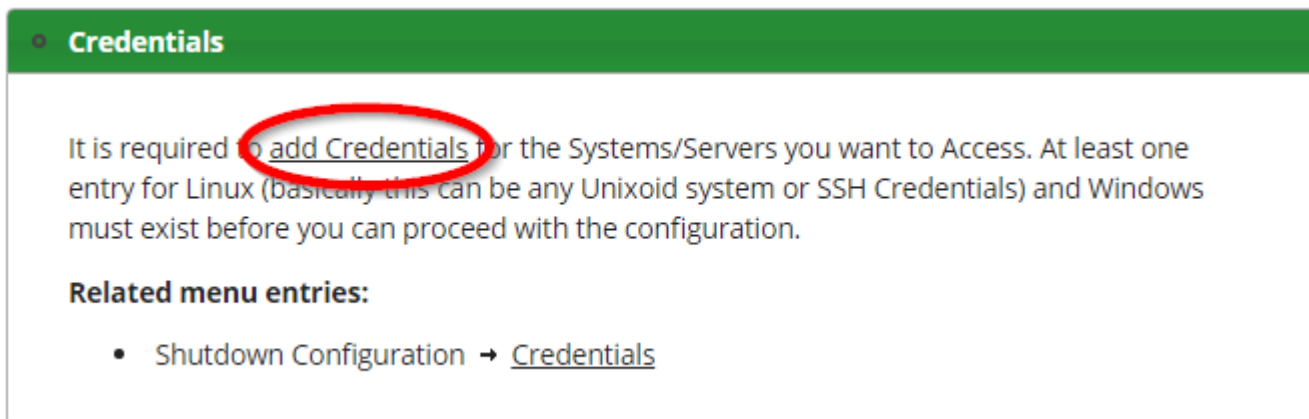 Credentials
It is required to add Credentials for the Systems/Servers you want to Access. At least one
entry for Linux (basically this can be any Unixoid system or SSH Credentials) and Windows
must exist before you can proceed with the configuration.
Related menu entries:
• Shutdown Configuration → Credentials